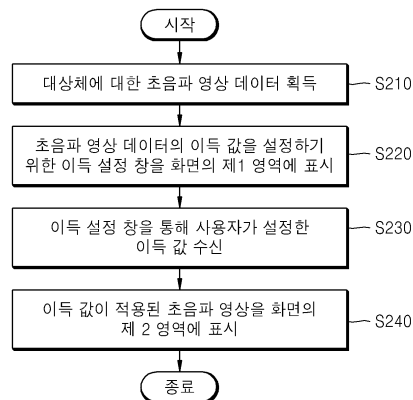 시작
대상체에 대한 초음파 영상 데이터 획득
S210
초음파 영상 데이터의 이득 값을 설정하기
위한 이득 설정 창을 화면의 제1 영역에 표시
S220
이득 설정 창을 통해 사용자가 설정한
이득 값 수신
S230
이득 값이 적용된 초음파 영상을 화면의
제 2 영역에 표시
S240
종료